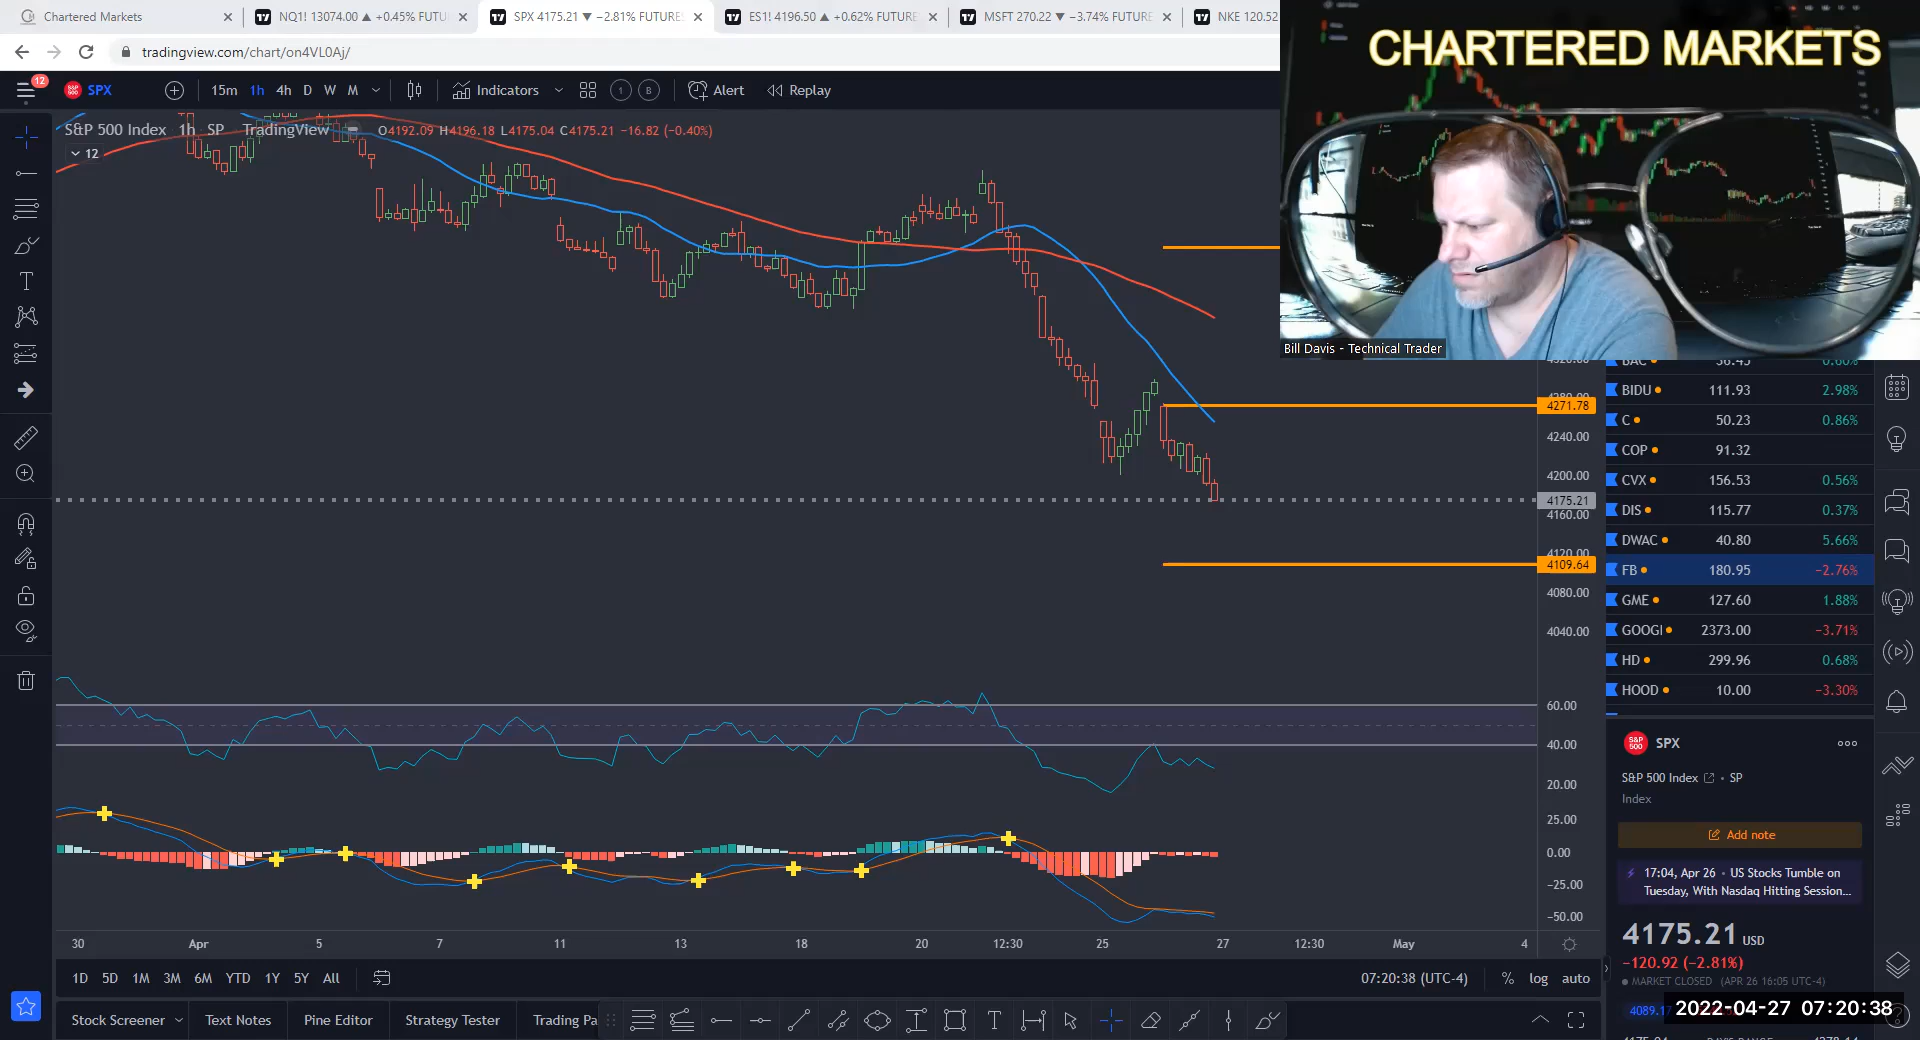 Chartered Markets
NQ1! 13074.00 ▲ +0.45% FUTU
SPX 4175.21 ▼ −2.81% FUTURE
ES1! 4196.50 ▲ +0.62% FUTURE
MSFT 270.22 ▼ −3.74% FUTURE
NKE 120.52
tradingview.com/chart/on4VL0Aj/
CHARTERED MARKETS
12
SPX
15m 1h 4h D W M
Indicators
1 B
Alert
Replay
S&P 500 Index 1h SP TradingView O4192.09 H4196.18 L4175.04 C4175.21 −16.82 (−0.40%)
12
Bill Davis - Technical Trader
BIDU 111.93 2.98%
4271.78
C 50.23 0.86%
4240.00
COP 91.32
4200.00
CVX 156.53 0.56%
4175.21
DIS 115.77 0.37%
4160.00
DWAC 40.80 5.66%
4120.00
4109.64
FB 180.95 −2.76%
4080.00
GME 127.60 1.88%
4040.00
GOOGL 2373.00 −3.71%
HD 299.96 0.68%
HOOD 10.00 −3.30%
60.00
40.00
20.00
25.00
0.00
−25.00
−50.00
S&P 500
SPX
S&P 500 Index • SP
Index
Add note
17:04, Apr 26 • US Stocks Tumble on
Tuesday, With Nasdaq Hitting Session...
4175.21 USD
−120.92 (−2.81%)
MARKET CLOSED (APR 26 16:05 UTC-4)
30 Apr 5 7 11 13 18 20 12:30 25 27 12:30 May 4
1D 5D 1M 3M 6M YTD 1Y 5Y All
07:20:38 (UTC-4)
% log auto
2022-04-27 07:20:38
Stock Screener
Text Notes
Pine Editor
Strategy Tester
Trading Pa